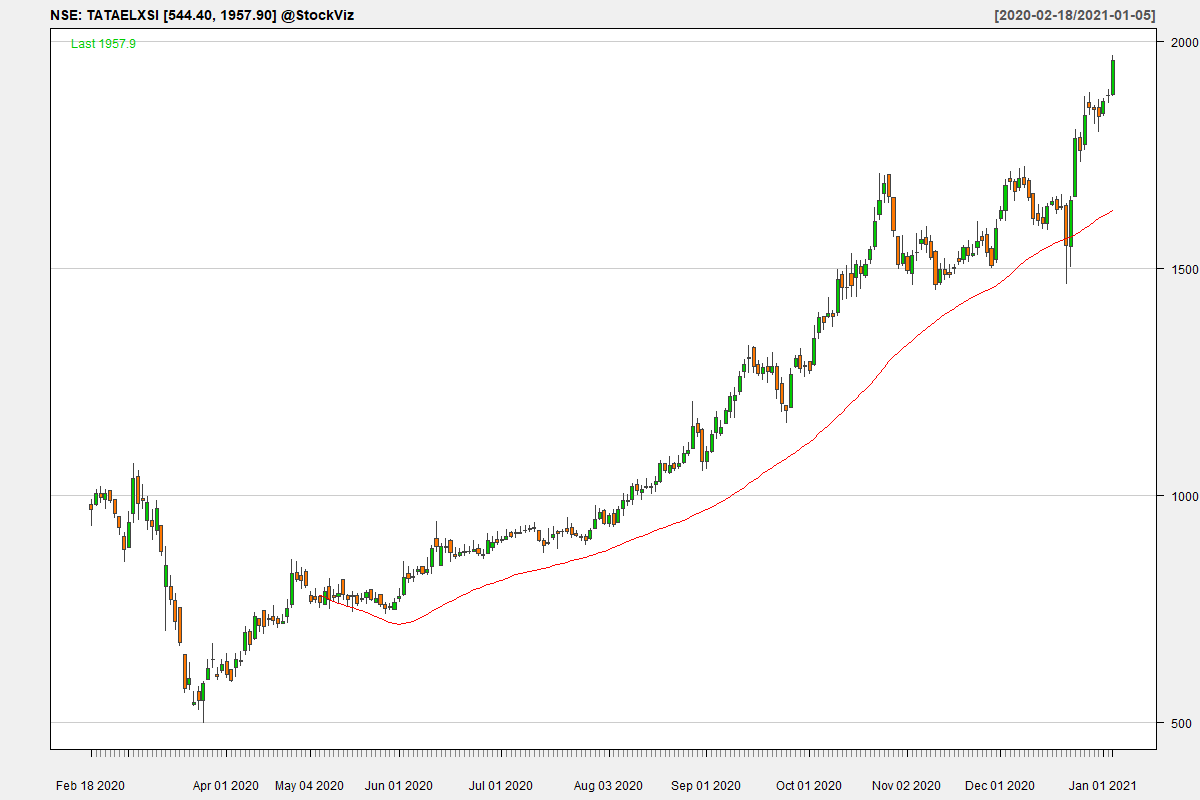 NSE: TATAELXSI [544.40, 1957.90] @StockViz
[2020-02-18/2021-01-05]
Last 1957.9
2000
1500
1000
500
Feb 18 2020
Apr 01 2020
May 04 2020
Jun 01 2020
Jul 01 2020
Aug 03 2020
Sep 01 2020
Oct 01 2020
Nov 02 2020
Dec 01 2020
Jan 01 2021